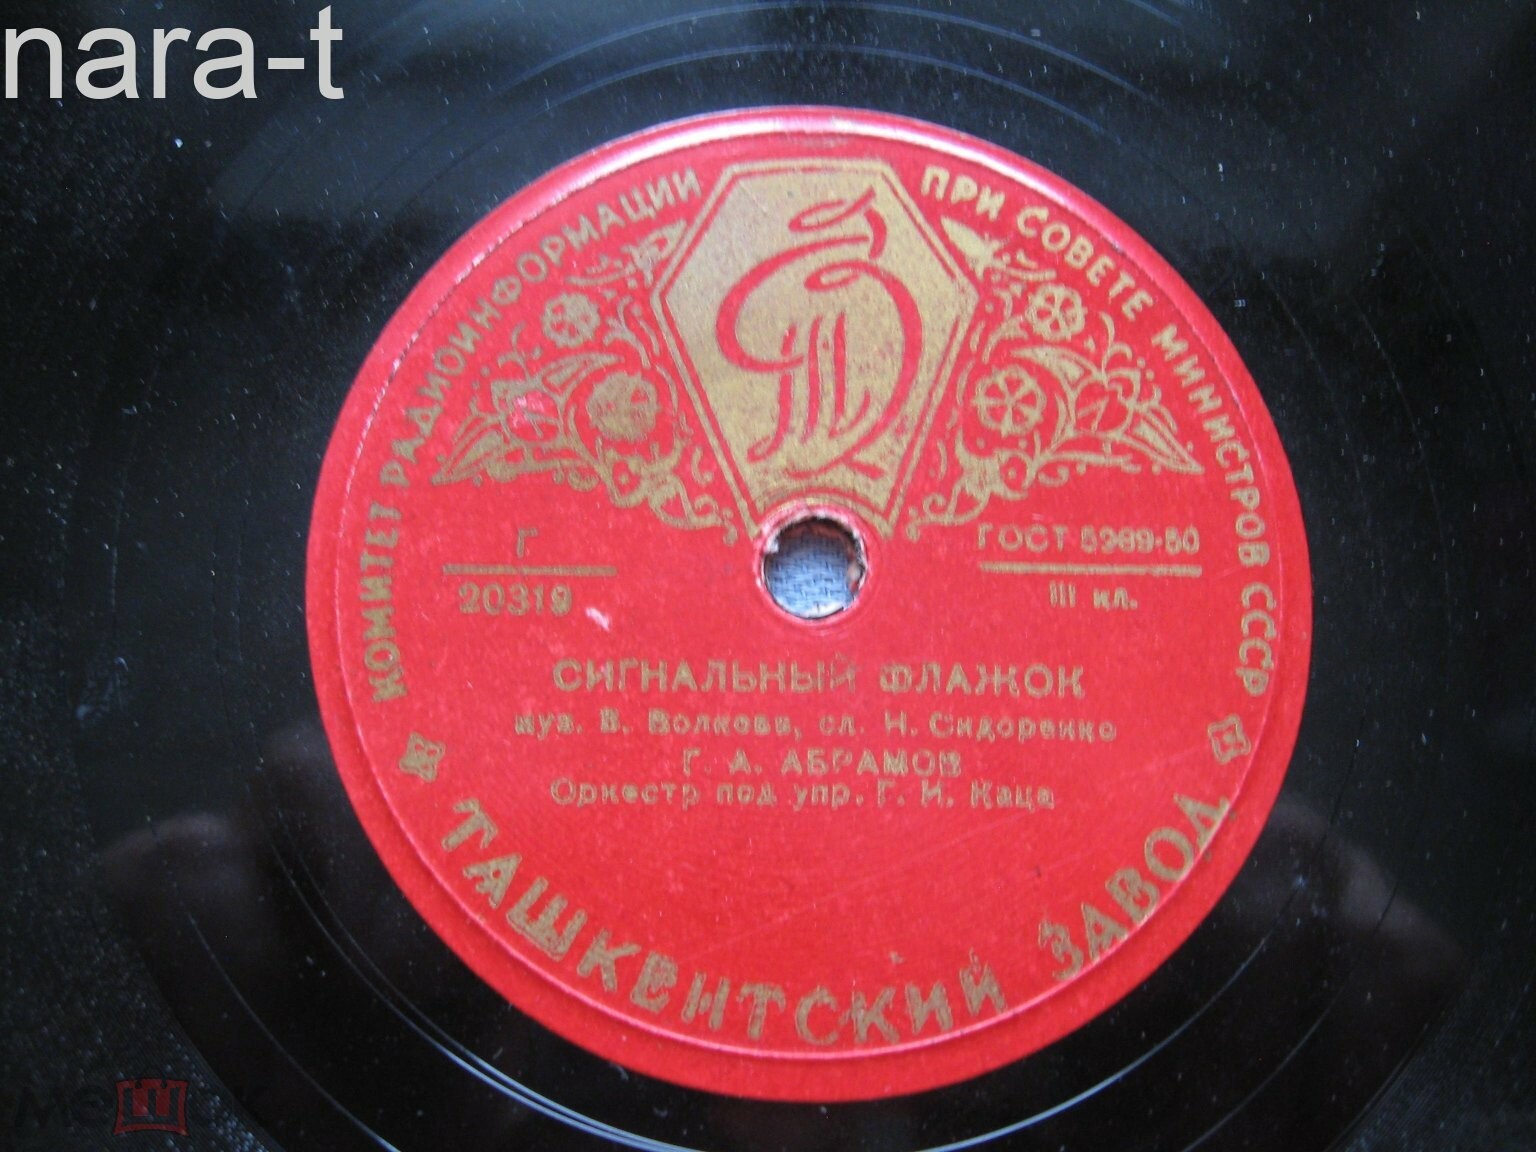 nara-t
КОМИТЕТ РАДИОИНФОРМАЦИИ ПРИ СОВЕТЕ МИНИСТРОВ СССР
Г
20319
ГОСТ 5289-50
III кл.
СИГНАЛЬНЫЙ ФЛАЖОК
муз. В. Волкова, сл. Н. Сидоренко
Г. А. АБРАМОВ
Оркестр под упр. Г. И. Каца
ТАШКЕНТСКИЙ ЗАВОД
мешок